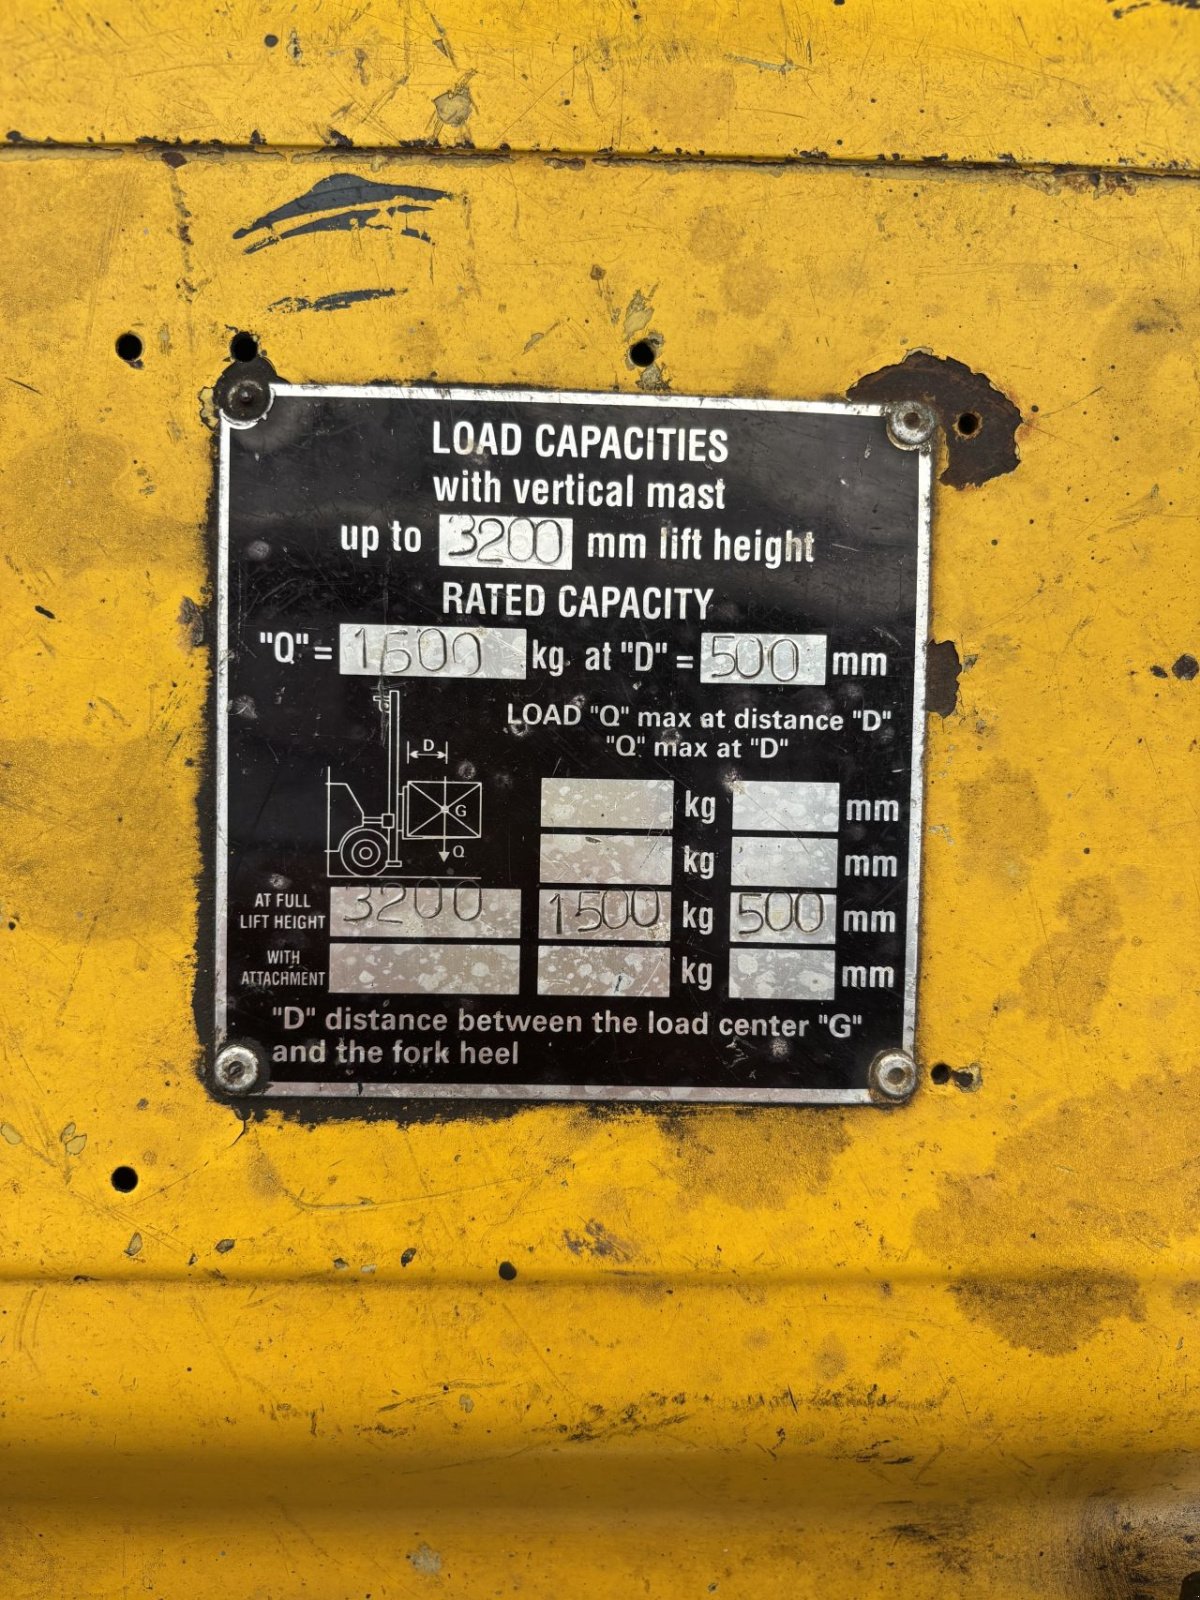 LOAD CAPACITIES
with vertical mast
up to 3200 mm lift height
RATED CAPACITY
"Q" = 1500 kg at "D" = 500 mm
LOAD "Q" max at distance "D"
"Q" max at "D"
D
G
Q
kg mm
kg mm
AT FULL
LIFT HEIGHT 3200 1500 kg 500 mm
WITH
ATTACHMENT kg mm
"D" distance between the load center "G"
and the fork heel